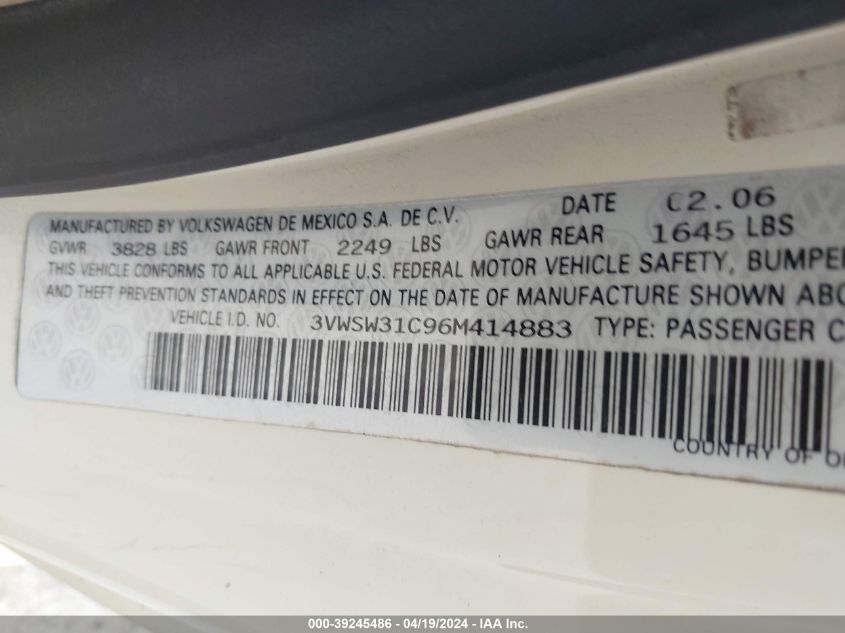 MANUFACTURED BY VOLKSWAGEN DE MEXICO S.A. DE C.V. DATE 02.06
GVWR 3828 LBS GAWR FRONT 2249 LBS GAWR REAR 1645 LBS
THIS VEHICLE CONFORMS TO ALL APPLICABLE U.S. FEDERAL MOTOR VEHICLE SAFETY, BUMPER
AND THEFT PREVENTION STANDARDS IN EFFECT ON THE DATE OF MANUFACTURE SHOWN ABO
VEHICLE I.D. NO. 3VWSW31C96M414883 TYPE: PASSENGER C
COUNTRY OF OR
000-39245486 - 04/19/2024 - IAA Inc.